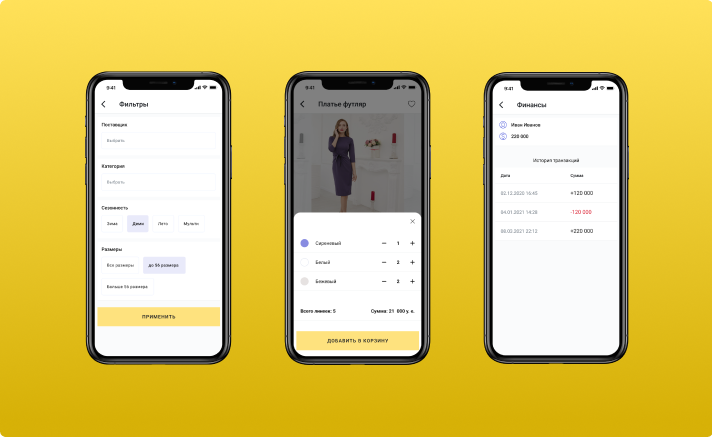 9:41
Фильтры
Поставщик
Выбрать
Категория
Выбрать
Сезонность
Зима
Деми
Лето
Мульти
Размеры
Все размеры
до 56 размера
Больше 56 размера
ПРИМЕНИТЬ
9:41
Платье футляр
Сиреневый
1
Белый
2
Бежевый
2
Всего линеек: 5
Сумма: 21 000 у. к.
ДОБАВИТЬ В КОРЗИНУ
9:41
Финансы
Иван Иванов
230 000
История транзакций
Дата Сумма
02.12.2020 16:45 +120 000
04.01.2021 14:28 -120 000
08.02.2021 22:12 +220 000